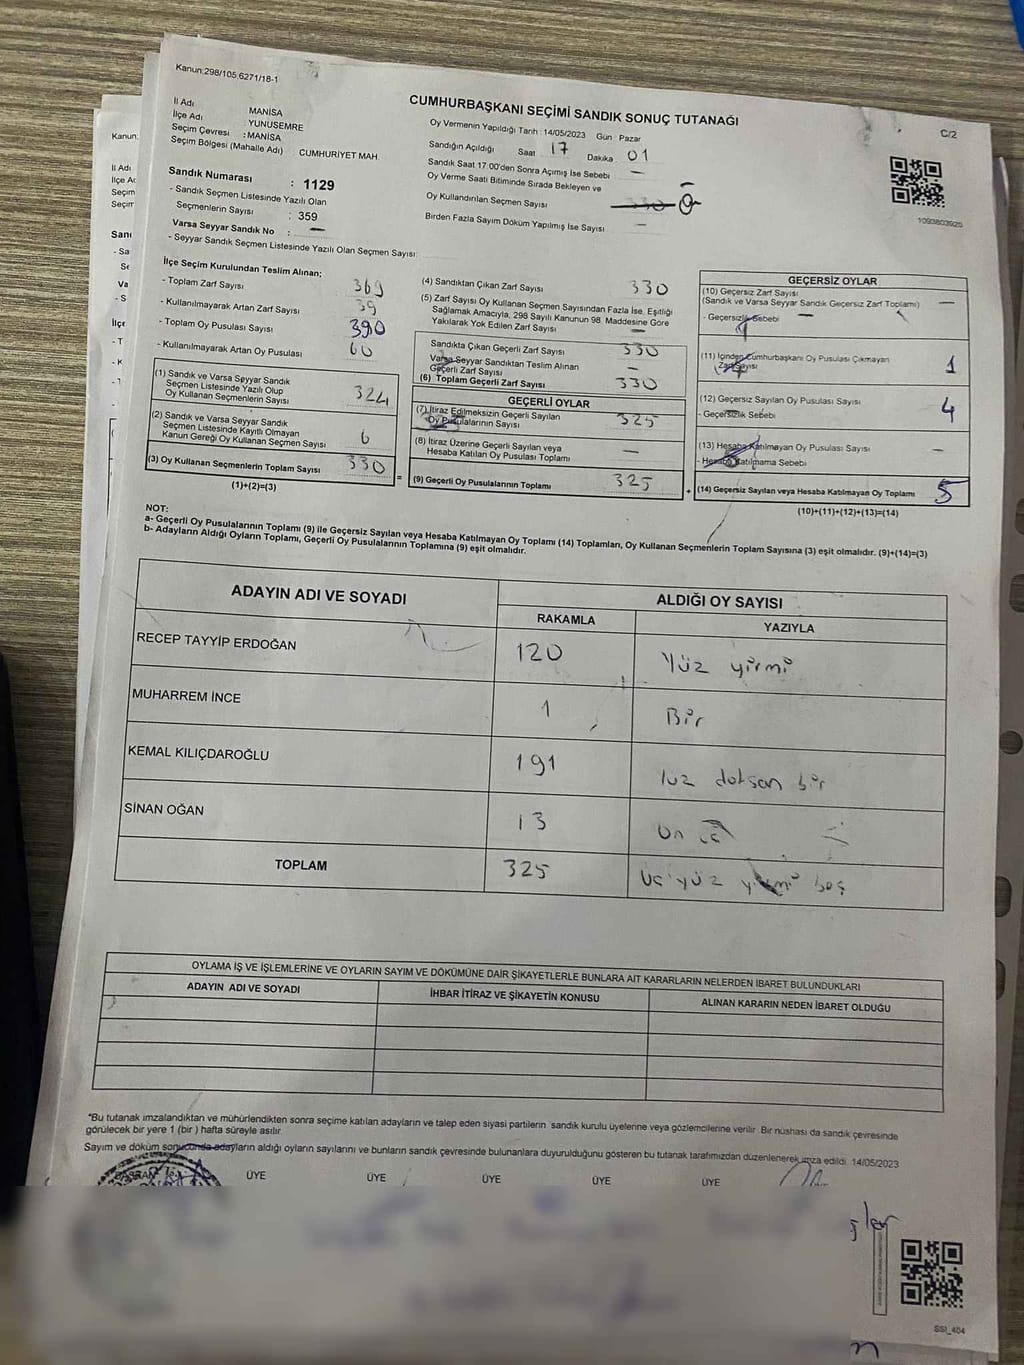 Kanun;298/105,6271/18-1
CUMHURBAŞKANI SEÇİMİ SANDIK SONUÇ TUTANAĞI
C/2
İl Adı MANİSA
İlçe Adı YUNUSEMRE
Seçim Çevresi : MANİSA
Seçim Bölgesi (Mahalle Adı) CUMHURİYET MAH.
Sandık Numarası : 1129
- Sandık Seçmen Listesinde Yazılı Olan
Seçmenlerin Sayısı : 359
Varsa Seyyar Sandık No : —
- Seyyar Sandık Seçmen Listesinde Yazılı Olan Seçmen Sayısı:
Oy Vermenin Yapıldığı Tarih : 14/05/2023 Gün : Pazar
Sandığın Açıldığı Saat 17 Dakika 01
Sandık Saat 17:00'den Sonra Açımış İse Sebebi —
Oy Verme Saati Bitiminde Sırada Bekleyen ve
Oy Kullandırılan Seçmen Sayısı 330 0
Birden Fazla Sayım Döküm Yapılmış İse Sayısı —
1093803925
İlçe Seçim Kurulundan Teslim Alınan;
- Toplam Zarf Sayısı 369
- Kullanılmayarak Artan Zarf Sayısı 39
- Toplam Oy Pusulası Sayısı 390
- Kullanılmayarak Artan Oy Pusulası 60
(1) Sandık ve Varsa Seyyar Sandık
Seçmen Listesinde Yazılı Olup
Oy Kullanan Seçmenlerin Sayısı 324
(2) Sandık ve Varsa Seyyar Sandık
Seçmen Listesinde Kayıtlı Olmayan
Kanun Gereği Oy Kullanan Seçmen Sayısı 6
(3) Oy Kullanan Seçmenlerin Toplam Sayısı 330
(1)+(2)=(3)
(4) Sandıktan Çıkan Zarf Sayısı 330
(5) Zarf Sayısı Oy Kullanan Seçmen Sayısından Fazla İse, Eşitliği
Sağlamak Amacıyla, 298 Sayılı Kanunun 98. Maddesine Göre
Yakılarak Yok Edilen Zarf Sayısı —
Sandıkta Çıkan Geçerli Zarf Sayısı 330
Varsa Seyyar Sandıktan Teslim Alınan
Geçerli Zarf Sayısı —
(6) Toplam Geçerli Zarf Sayısı 330
GEÇERLİ OYLAR
(7) İtiraz Edilmeksizin Geçerli Sayılan
Oy Pusulalarının Sayısı 325
(8) İtiraz Üzerine Geçerli Sayılan veya
Hesaba Katılan Oy Pusulası Toplamı —
= (9) Geçerli Oy Pusulalarının Toplamı 325
GEÇERSİZ OYLAR
(10) Geçersiz Zarf Sayısı
(Sandık ve Varsa Seyyar Sandık Geçersiz Zarf Toplamı) —
- Geçersizlik Sebebi —
(11) İçinden Cumhurbaşkanı Oy Pusulası Çıkmayan
Zarf Sayısı 1
(12) Geçersiz Sayılan Oy Pusulası Sayısı 4
- Geçersizlik Sebebi
(13) Hesaba Katılmayan Oy Pusulası Sayısı —
- Hesaba Katılmama Sebebi
+ (14) Geçersiz Sayılan veya Hesaba Katılmayan Oy Toplamı 5
(10)+(11)+(12)+(13)=(14)
NOT:
a- Geçerli Oy Pusulalarının Toplamı (9) ile Geçersiz Sayılan veya Hesaba Katılmayan Oy Toplamı (14) Toplamları, Oy Kullanan Seçmenlerin Toplam Sayısına (3) eşit olmalıdır. (9)+(14)=(3)
b- Adayların Aldığı Oyların Toplamı, Geçerli Oy Pusulalarının Toplamına (9) eşit olmalıdır.
ADAYIN ADI VE SOYADI ALDIĞI OY SAYISI
RAKAMLA YAZIYLA
RECEP TAYYİP ERDOĞAN 120 Yüz yirmi
MUHARREM İNCE 1 Bir
KEMAL KILIÇDAROĞLU 191 Yüz doksan bir
SİNAN OĞAN 13 On üç
TOPLAM 325 Üç yüz yirmi beş
OYLAMA İŞ VE İŞLEMLERİNE VE OYLARIN SAYIM VE DÖKÜMÜNE DAİR ŞİKAYETLERLE BUNLARA AİT KARARLARIN NELERDEN İBARET BULUNDUKLARI
ADAYIN ADI VE SOYADI İHBAR İTİRAZ VE ŞİKAYETİN KONUSU ALINAN KARARIN NEDEN İBARET OLDUĞU
*Bu tutanak imzalandıktan ve mühürlendikten sonra seçime katılan adayların ve talep eden siyasi partilerin sandık kurulu üyelerine veya gözlemcilerine verilir. Bir nüshası da sandık çevresinde
görülecek bir yere 1 (bir) hafta süreyle asılır.
Sayım ve döküm sonucunda adayların aldığı oyların sayılarını ve bunların sandık çevresinde bulunanlara duyurulduğunu gösteren bu tutanak tarafımızdan düzenlenerek imza edildi. 14/05/2023
ÜYE ÜYE ÜYE ÜYE ÜYE
SSI_404